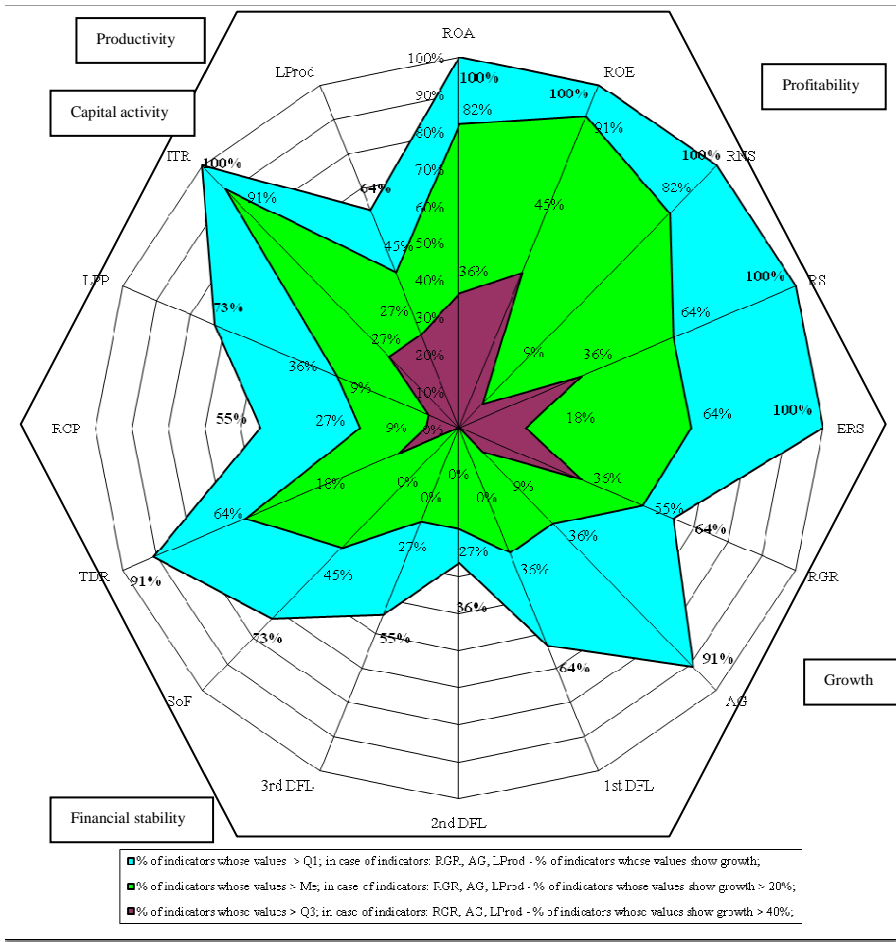 Productivity
ROA
LProd
ROE
Profitability
100%
100%
100%
90%
82%
91%
Capital activity
ITR
100%
80%
100%
RNS
91%
70%
82%
64%
60%
45%
45%
50%
36%
LPP
73%
40%
100%
RS
27%
30%
64%
27%
20%
9%
36%
36%
9%
10%
RCP
55%
27%
9%
0%
18%
64%
100%
ERS
18%
0%
0%
0%
0%
9%
36%
64%
55%
64%
TDR
91%
45%
27%
27%
36%
36%
RGR
SoF
73%
55%
36%
64%
91%
AG
Growth
3rd DFL
2nd DFL
1st DFL
Financial stability
% of indicators whose values > Q1; in case of indicators: RGR, AG, LProd - % of indicators whose values show growth;
% of indicators whose values > Me; in case of indicators: RGR, AG, LProd - % of indicators whose values show growth > 20%;
% of indicators whose values > Q3; in case of indicators: RGR, AG, LProd - % of indicators whose values show growth > 40%;